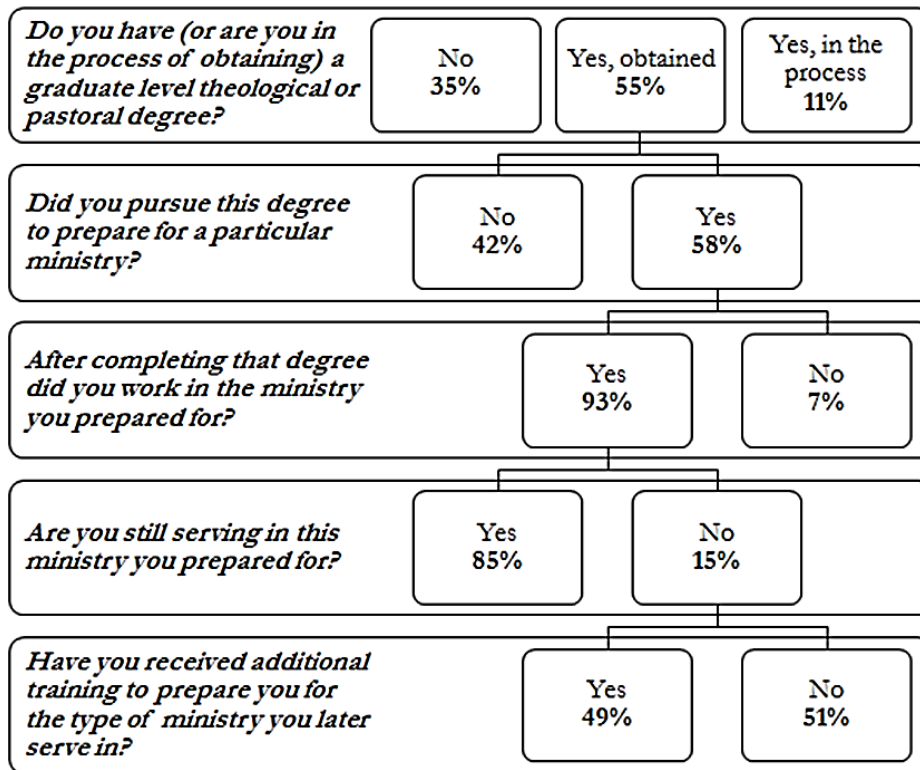 Do you have (or are you in
the process of obtaining) a
graduate level theological or
pastoral degree?
No
35%
Yes, obtained
55%
Yes, in the
process
11%
Did you pursue this degree
to prepare for a particular
ministry?
No
42%
Yes
58%
After completing that degree
did you work in the ministry
you prepared for?
Yes
93%
No
7%
Are you still serving in this
ministry you prepared for?
Yes
85%
No
15%
Have you received additional
training to prepare you for
the type of ministry you later
serve in?
Yes
49%
No
51%